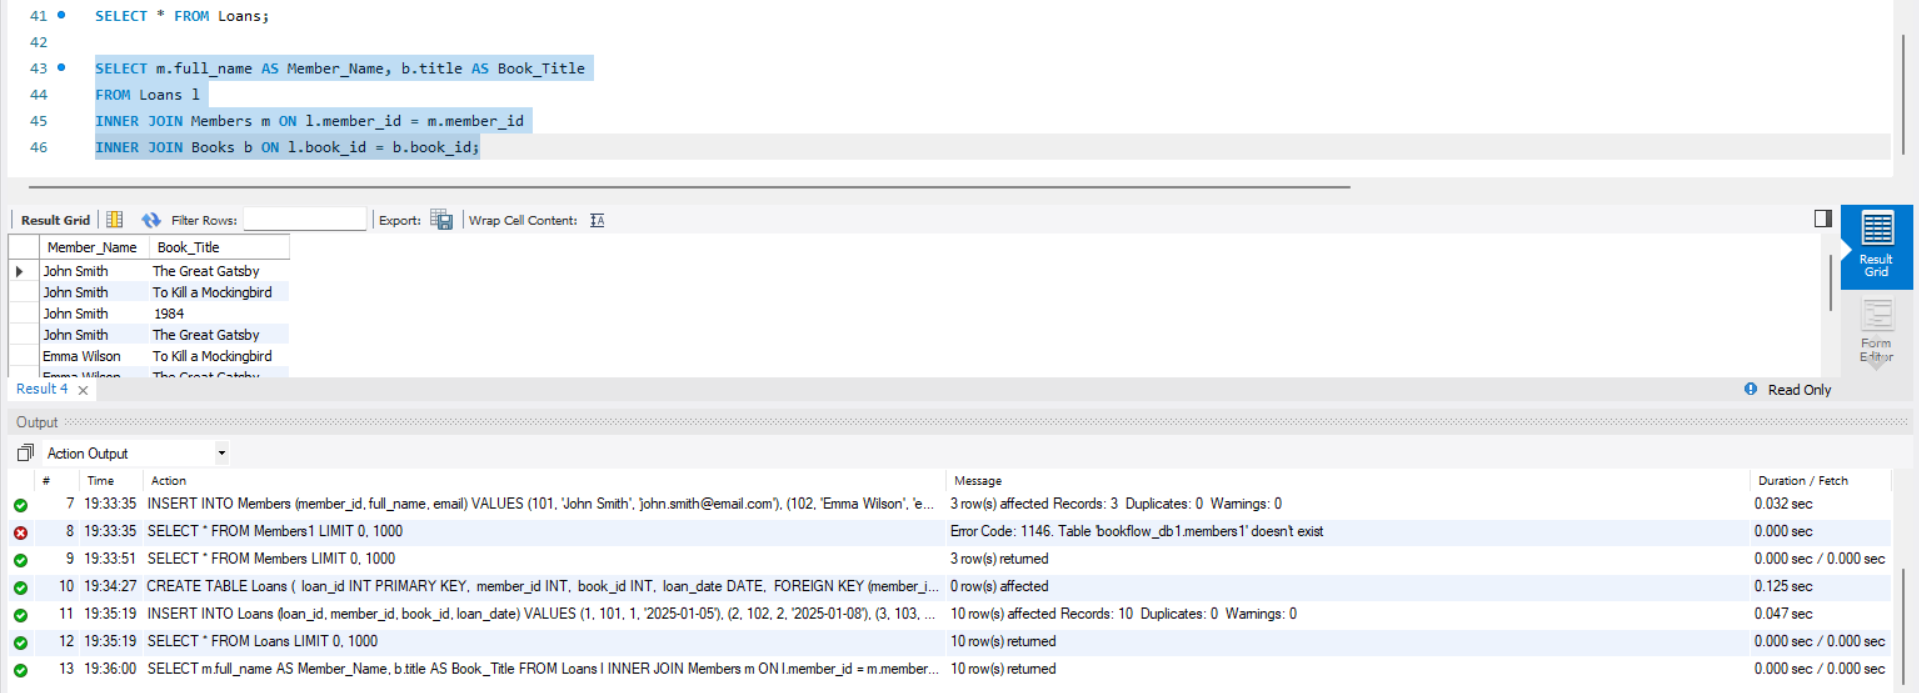 41 SELECT * FROM Loans;
42
43 SELECT m.full_name AS Member_Name, b.title AS Book_Title
44 FROM Loans l
45 INNER JOIN Members m ON l.member_id = m.member_id
46 INNER JOIN Books b ON l.book_id = b.book_id;
Result Grid Filter Rows: Export: Wrap Cell Content:
Member_Name Book_Title
John Smith The Great Gatsby
John Smith To Kill a Mockingbird
John Smith 1984
John Smith The Great Gatsby
Emma Wilson To Kill a Mockingbird
Emma Wilson The Great Gatsby
Result
Grid
Form
Editor
Result 4 Read Only
Output
Action Output
# Time Action Message Duration / Fetch
7 19:33:35 INSERT INTO Members (member_id, full_name, email) VALUES (101, 'John Smith', 'john.smith@email.com'), (102, 'Emma Wilson', 'e... 3 row(s) affected Records: 3 Duplicates: 0 Warnings: 0 0.032 sec
8 19:33:35 SELECT * FROM Members1 LIMIT 0, 1000 Error Code: 1146. Table 'bookflow_db1.members1' doesn't exist 0.000 sec
9 19:33:51 SELECT * FROM Members LIMIT 0, 1000 3 row(s) returned 0.000 sec / 0.000 sec
10 19:34:27 CREATE TABLE Loans ( loan_id INT PRIMARY KEY, member_id INT, book_id INT, loan_date DATE, FOREIGN KEY (member_i... 0 row(s) affected 0.125 sec
11 19:35:19 INSERT INTO Loans (loan_id, member_id, book_id, loan_date) VALUES (1, 101, 1, '2025-01-05'), (2, 102, 2, '2025-01-08'), (3, 103, ... 10 row(s) affected Records: 10 Duplicates: 0 Warnings: 0 0.047 sec
12 19:35:19 SELECT * FROM Loans LIMIT 0, 1000 10 row(s) returned 0.000 sec / 0.000 sec
13 19:36:00 SELECT m.full_name AS Member_Name, b.title AS Book_Title FROM Loans l INNER JOIN Members m ON l.member_id = m.member... 10 row(s) returned 0.000 sec / 0.000 sec